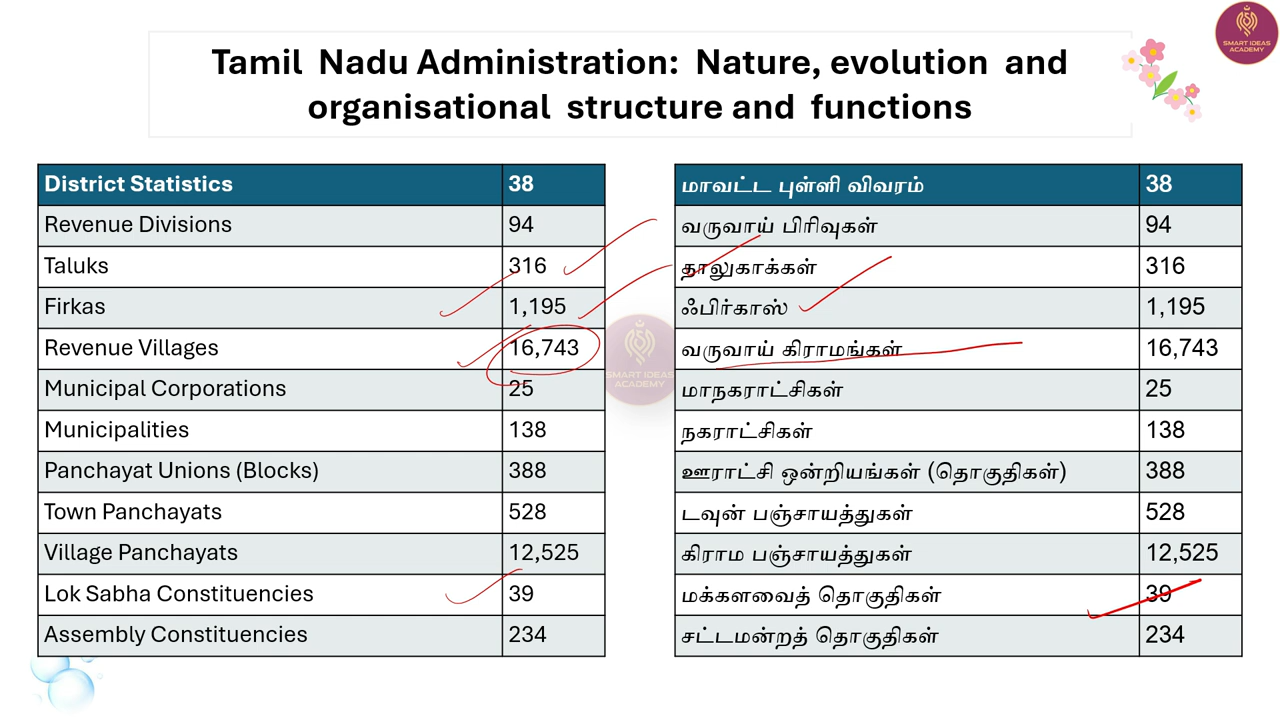 SMART IDEAS
ACADEMY
Tamil Nadu Administration: Nature, evolution and
organisational structure and functions
District Statistics 38
Revenue Divisions 94
Taluks 316
Firkas 1,195
Revenue Villages 16,743
Municipal Corporations 25
Municipalities 138
Panchayat Unions (Blocks) 388
Town Panchayats 528
Village Panchayats 12,525
Lok Sabha Constituencies 39
Assembly Constituencies 234
SMART IDEAS
ACADEMY
மாவட்ட புள்ளி விவரம் 38
வருவாய் பிரிவுகள் 94
தாலுகாக்கள் 316
ஃபிர்காஸ் 1,195
வருவாய் கிராமங்கள் 16,743
மாநகராட்சிகள் 25
நகராட்சிகள் 138
ஊராட்சி ஒன்றியங்கள் (தொகுதிகள்) 388
டவுன் பஞ்சாயத்துகள் 528
கிராம பஞ்சாயத்துகள் 12,525
மக்களவைத் தொகுதிகள் 39
சட்டமன்றத் தொகுதிகள் 234